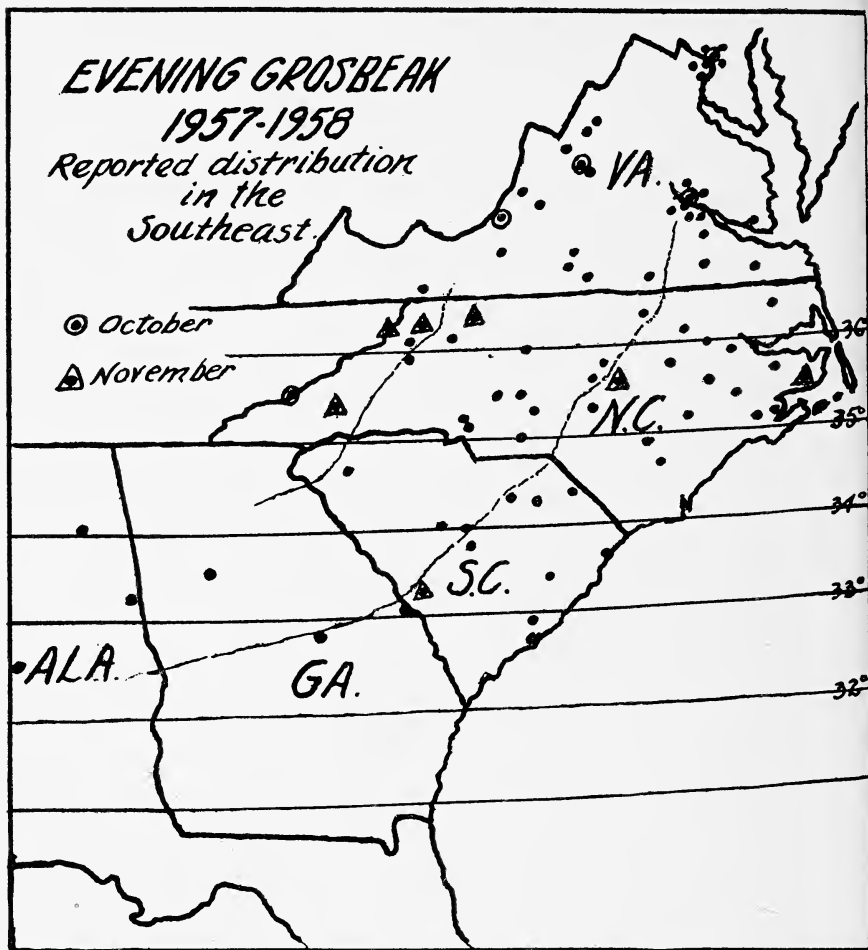 EVENING GROSBEAK
1957-1958
Reported distribution
in the
Southeast.
October
November
VA.
N.C.
S.C.
GA.
ALA.
36°
35°
34°
33°
32°